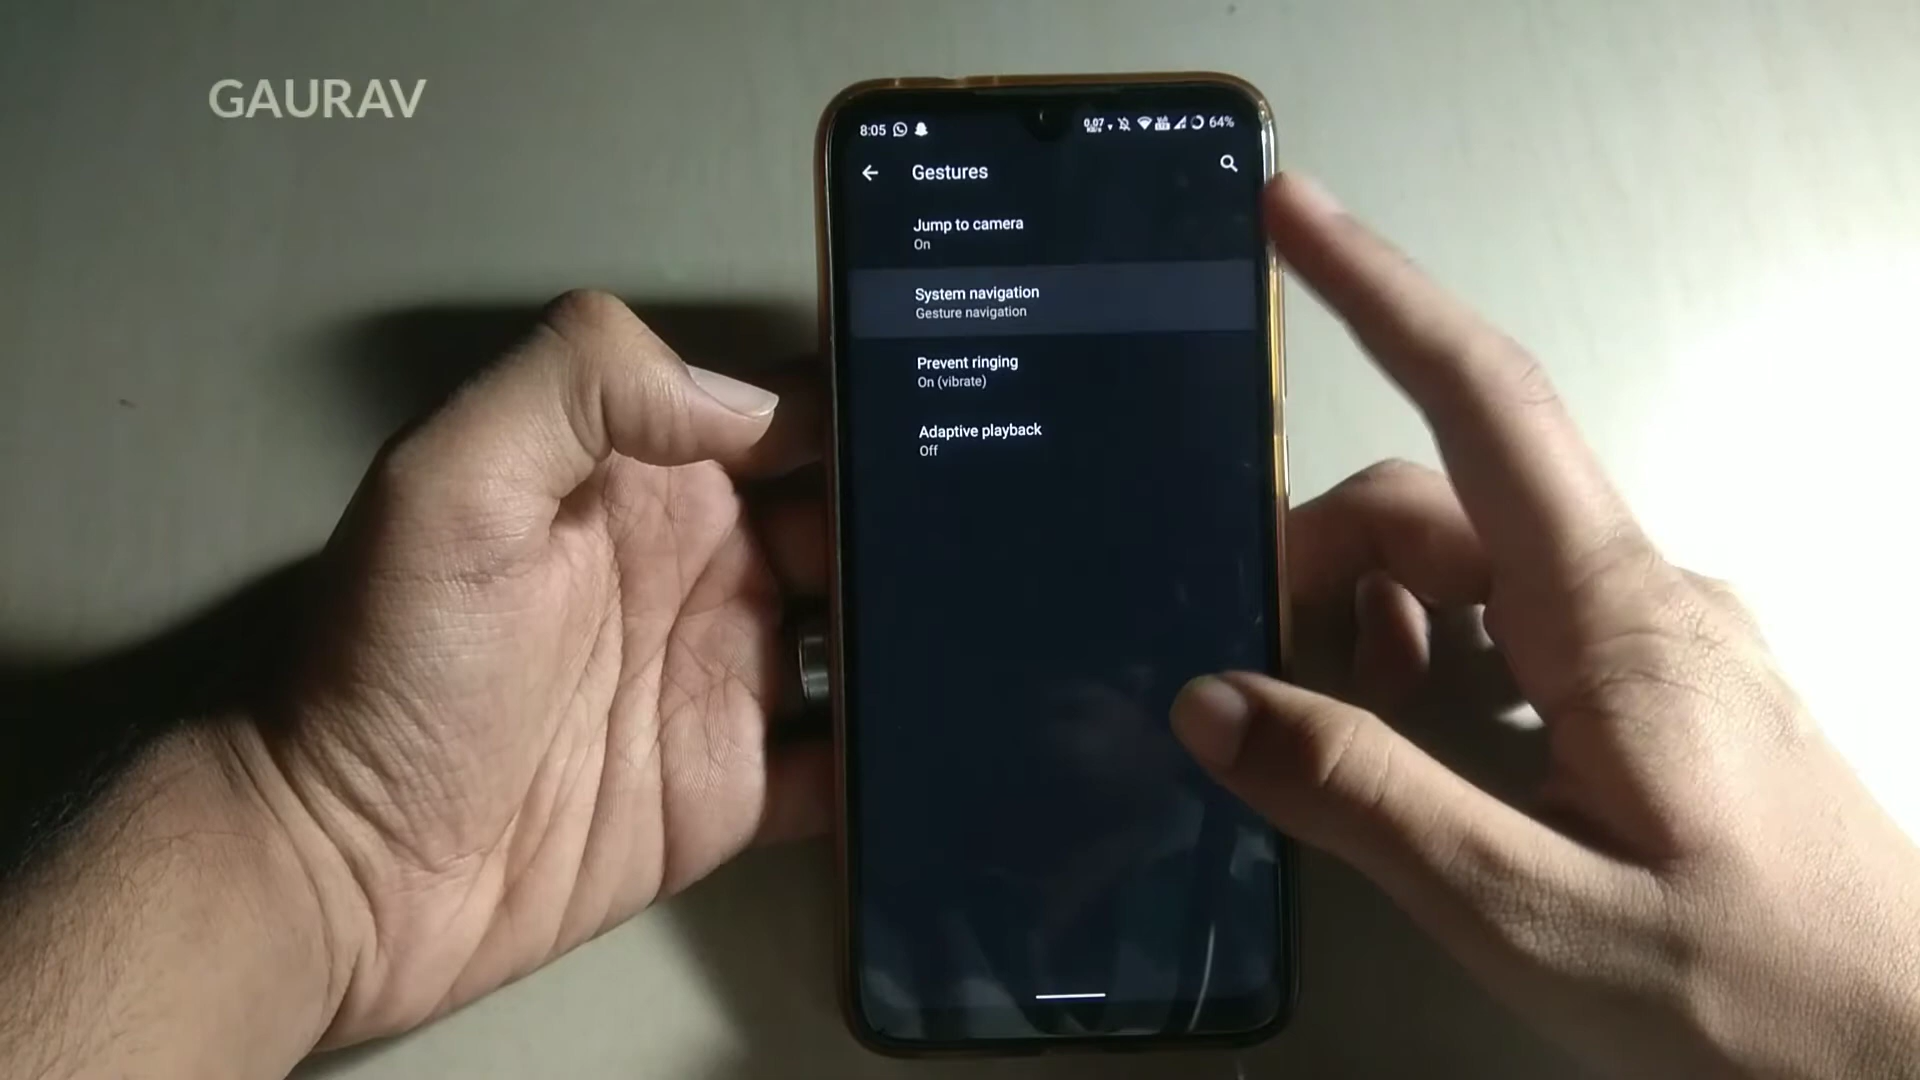 GAURAV
8:05 64%
Gestures
Jump to camera
On
System navigation
Gesture navigation
Prevent ringing
On (vibrate)
Adaptive playback
Off